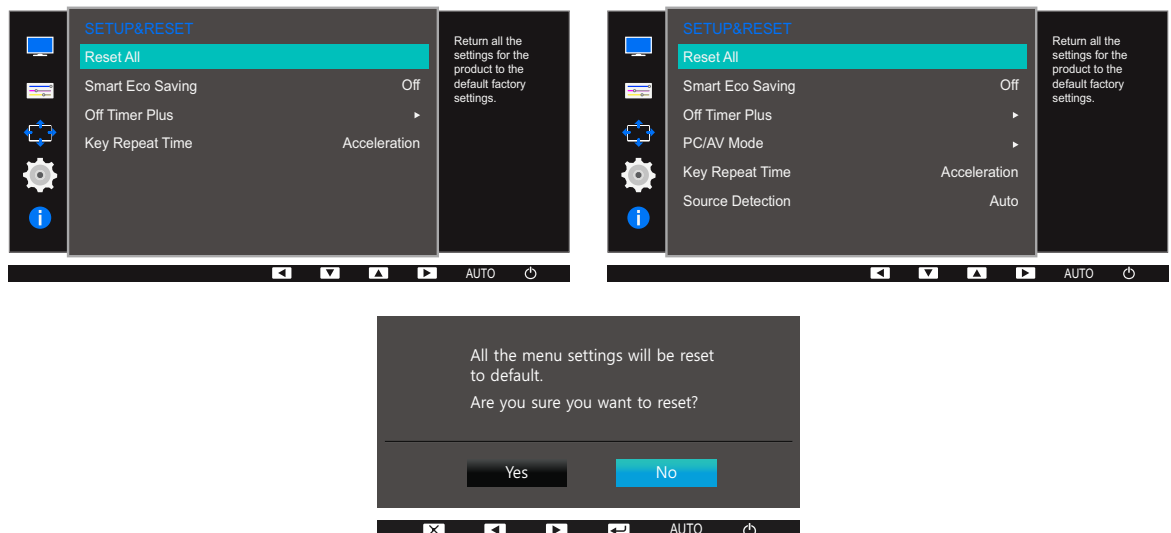 SETUP&RESET
Reset All
Smart Eco Saving Off
Off Timer Plus
Key Repeat Time Acceleration
Return all the
settings for the
product to the
default factory
settings.
AUTO
SETUP&RESET
Reset All
Smart Eco Saving Off
Off Timer Plus
PC/AV Mode
Key Repeat Time Acceleration
Source Detection Auto
Return all the
settings for the
product to the
default factory
settings.
AUTO
All the menu settings will be reset
to default.
Are you sure you want to reset?
Yes No
AUTO